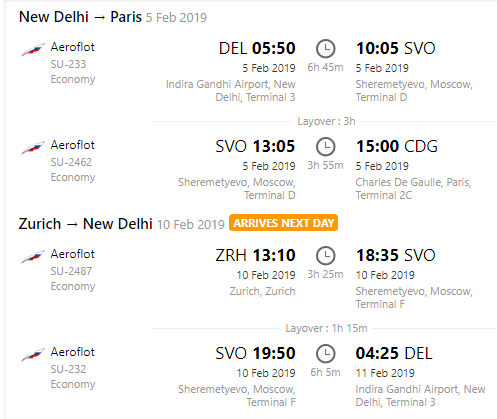 New Delhi → Paris 5 Feb 2019
Aeroflot
SU-233
Economy
DEL 05:50
5 Feb 2019
Indira Gandhi Airport, New
Delhi, Terminal 3
6h 45m
10:05 SVO
5 Feb 2019
Sheremetyevo, Moscow,
Terminal D
Layover : 3h
Aeroflot
SU-2462
Economy
SVO 13:05
5 Feb 2019
Sheremetyevo, Moscow,
Terminal D
3h 55m
15:00 CDG
5 Feb 2019
Charles De Gaulle, Paris,
Terminal 2C
Zurich → New Delhi 10 Feb 2019 ARRIVES NEXT DAY
Aeroflot
SU-2487
Economy
ZRH 13:10
10 Feb 2019
Zurich, Zurich
3h 25m
18:35 SVO
10 Feb 2019
Sheremetyevo, Moscow,
Terminal F
Layover : 1h 15m
Aeroflot
SU-232
Economy
SVO 19:50
10 Feb 2019
Sheremetyevo, Moscow,
Terminal F
6h 5m
04:25 DEL
11 Feb 2019
Indira Gandhi Airport, New
Delhi, Terminal 3